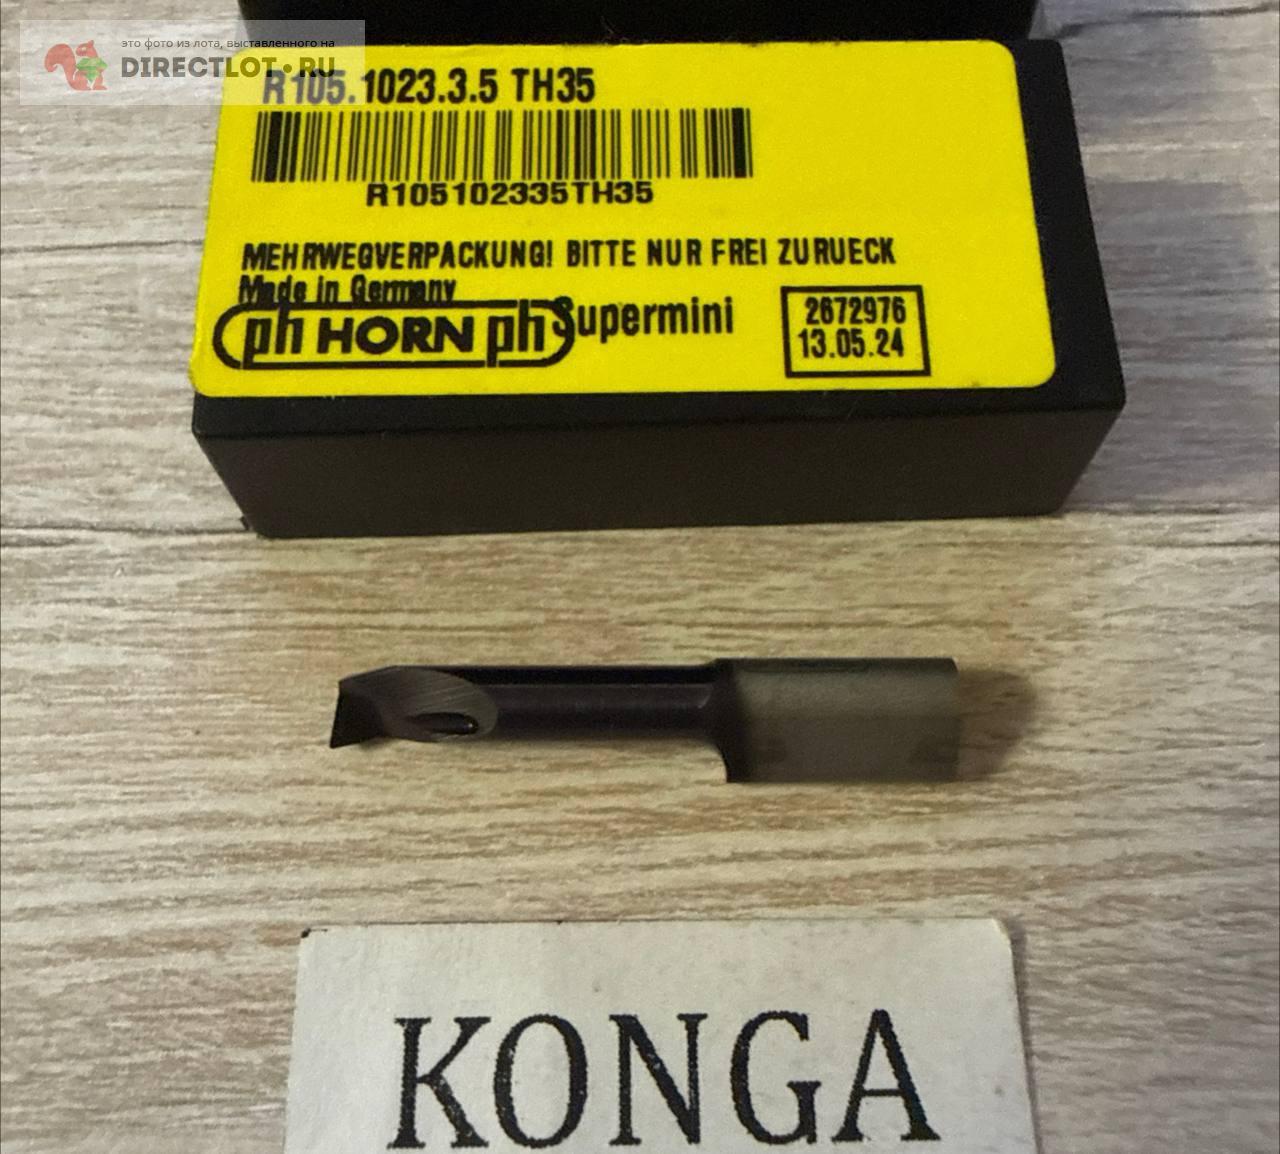 это фото из лота, выставленного на
DIRECTLOT.RU
R105.1023.3.5 TH35
R105102335TH35
MEHRWEGVERPACKUNG! BITTE NUR FREI ZURUECK
Made in Germany
ph HORN ph Supermini
2672976
13.05.24
KONGA